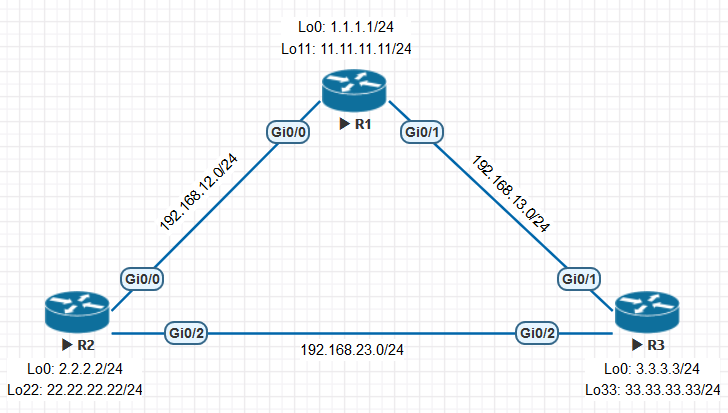 Lo0: 1.1.1.1/24
Lo11: 11.11.11.11/24
R1
Gi0/0
Gi0/1
192.168.12.0/24
192.168.13.0/24
Gi0/0
Gi0/1
R2
Gi0/2
Gi0/2
R3
192.168.23.0/24
Lo0: 2.2.2.2/24
Lo22: 22.22.22.22/24
Lo0: 3.3.3.3/24
Lo33: 33.33.33.33/24